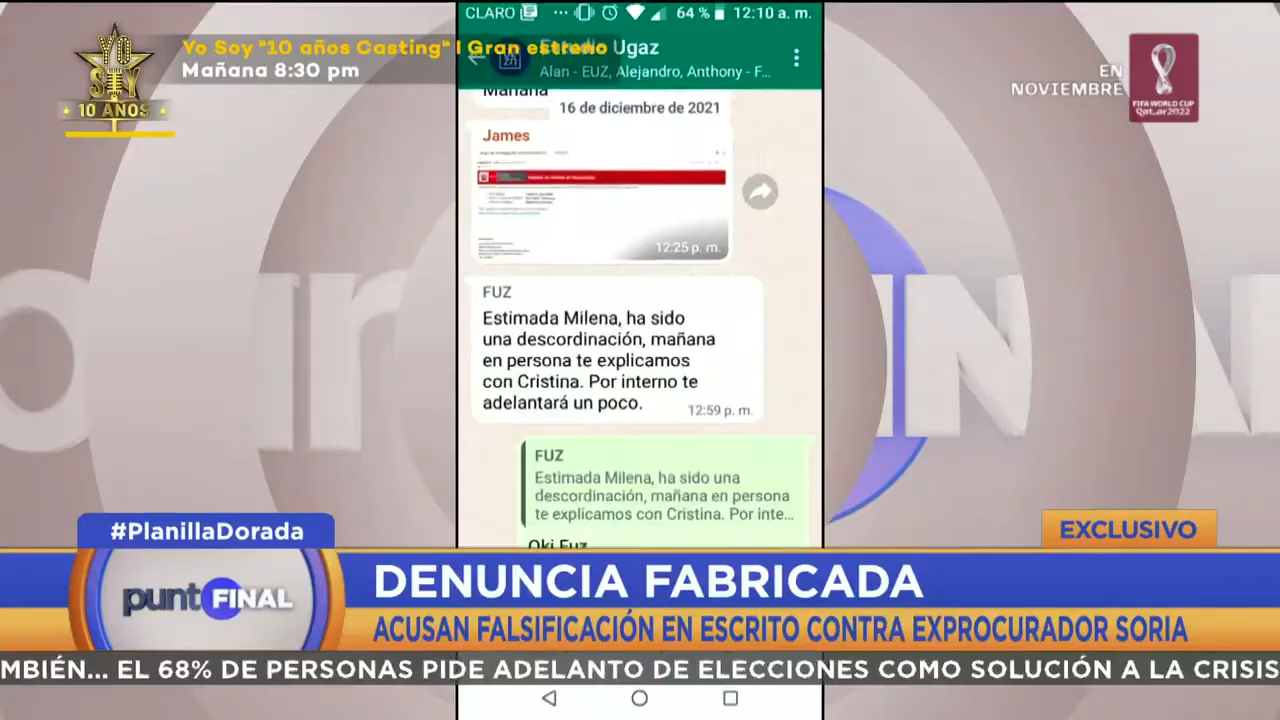 YO SOY
10 AÑOS
Yo Soy "10 años Casting" I Gran estreno
Mañana 8:30 pm
CLARO
64 %
12:10 a. m.
Ugaz
Alan - EUZ, Alejandro, Anthony - F...
EN
NOVIEMBRE
FIFA WORLD CUP
Qatar2022
Mañana
16 de diciembre de 2021
James
12:25 p. m.
FUZ
Estimada Milena, ha sido
una descordinación, mañana
en persona te explicamos
con Cristina. Por interno te
adelantará un poco.
12:59 p. m.
FUZ
Estimada Milena, ha sido una
descordinación, mañana en persona
te explicamos con Cristina. Por inte...
Oki Fuz
#PlanillaDorada
EXCLUSIVO
punto FINAL
DENUNCIA FABRICADA
ACUSAN FALSIFICACIÓN EN ESCRITO CONTRA EXPROCURADOR SORIA
MBIÉN... EL 68% DE PERSONAS PIDE ADELANTO DE ELECCIONES COMO SOLUCIÓN A LA CRISIS